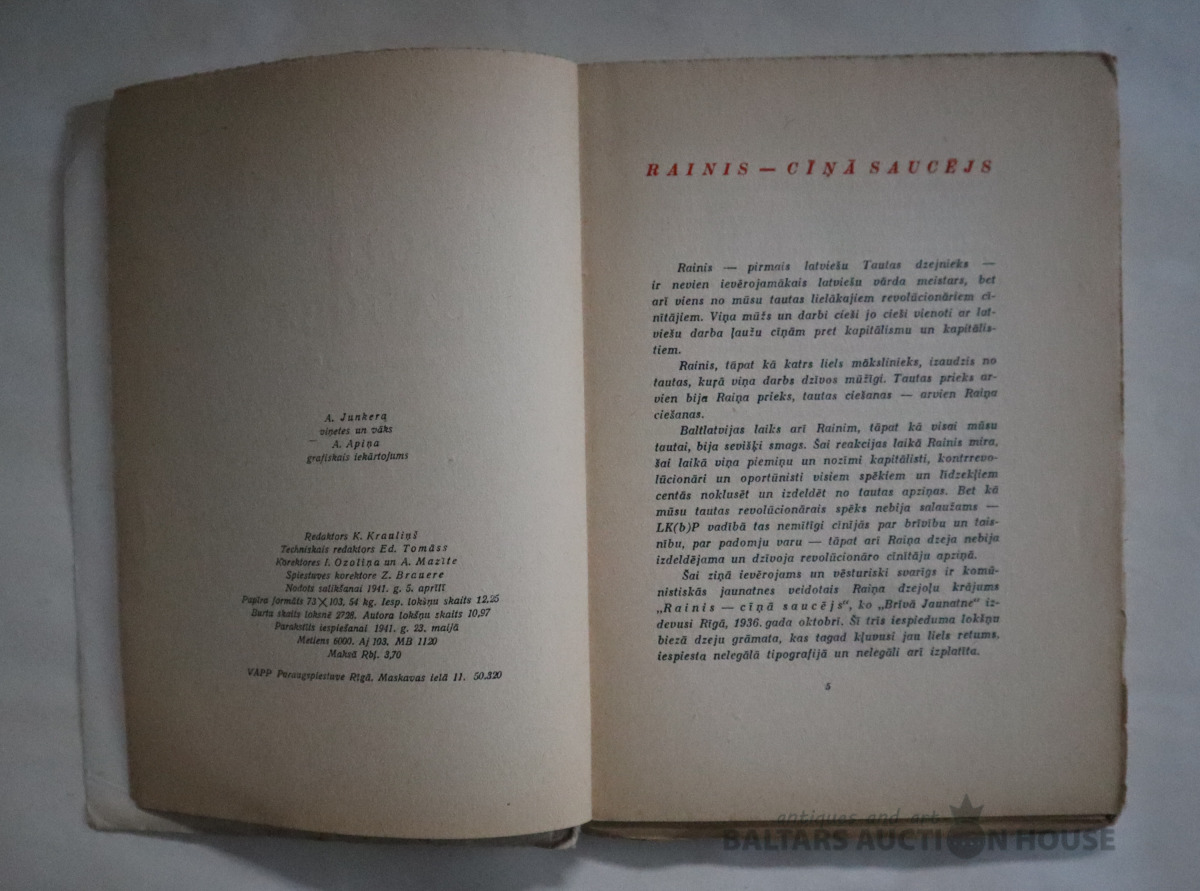 A. Junkera
viņetes un vāks
A. Apiņa
grafiskais iekārtojums
Redaktors K. Krauliņš
Techniskais redaktors Ed. Tomāss
Korektores I. Ozoliņa un A. Mazīte
Spiestuves korektore Z. Brauere
Nodots salikšanai 1941. g. 5. aprīlī
Papīra formāts 73×103, 54 kg. Iesp. lokšņu skaits 12,25
Burtu skaits loksnē 2728. Autora lokšņu skaits 10,97
Parakstīts iespiešanai 1941. g. 23. maijā
Metiens 6000. Aj 103. MB 1120
Maksā Rbļ. 3,70
VAPP Paraugspiestuve Rīgā, Maskavas ielā 11. 50.320
RAINIS — CĪŅĀ SAUCĒJS
Rainis — pirmais latviešu Tautas dzejnieks —
ir nevien ievērojamākais latviešu vārda meistars, bet
arī viens no mūsu tautas lielākajiem revolūcionāriem cī-
nītājiem. Viņa mūžs un darbi cieši jo cieši vienoti ar lat-
viešu darba ļaužu cīņām pret kapitālismu un kapitālis-
tiem.
Rainis, tāpat kā katrs liels mākslinieks, izaudzis no
tautas, kuŗā viņa darbs dzīvos mūžīgi. Tautas prieks ar-
vien bija Raiņa prieks, tautas ciešanas — arvien Raiņa
ciešanas.
Baltlatvijas laiks arī Rainim, tāpat kā visai mūsu
tautai, bija sevišķi smags. Šai reakcijas laikā Rainis mira,
šai laikā viņa piemiņu un nozīmi kapitālisti, kontrrevo-
lūcionāri un oportūnisti visiem spēkiem un līdzekļiem
centās noklusēt un izdeldēt no tautas apziņas. Bet kā
mūsu tautas revolūcionārais spēks nebija salaužams —
LK(b)P vadībā tas nemitīgi cīnījās par brīvību un tais-
nību, par padomju varu — tāpat arī Raiņa dzeja nebija
izdeldējama un dzīvoja revolūcionāro cīnītāju apziņā.
Šai ziņā ievērojams un vēsturiski svarīgs ir komū-
nistiskās jaunatnes veidotais Raiņa dzejoļu krājums
„Rainis — cīņā saucējs", ko „Brīvā Jaunatne" iz-
devusi Rīgā, 1936. gada oktobrī. Šī trīs iespieduma lokšņu
biezā dzeju grāmata, kas tagad kļuvusi jau liels retums,
iespiesta nelegālā tipografijā un nelegāli arī izplatīta.
5
antiques and art
BALTARS AUCTION HOUSE